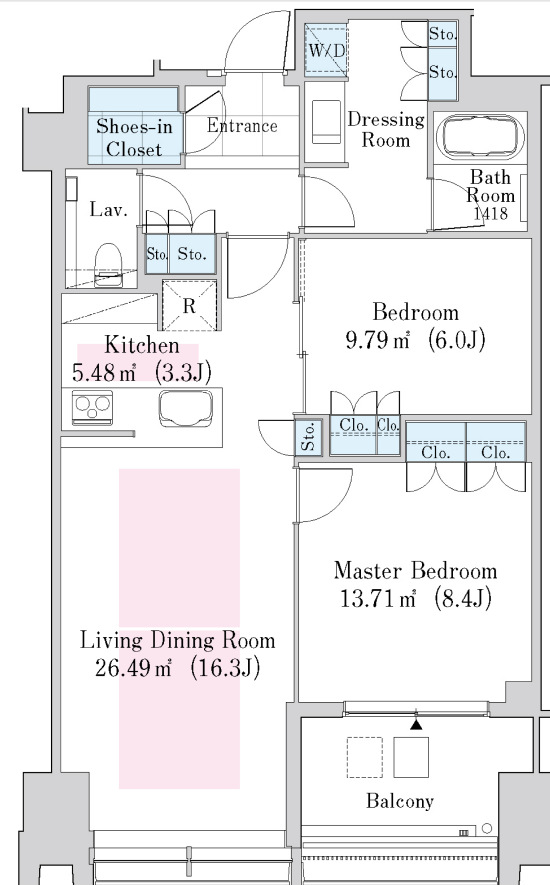 Sto.
W/D
Sto.
Shoes-in
Closet
Entrance
Dressing
Room
Bath
Room
1418
Lav.
Sto.
Sto.
R
Kitchen
5.48㎡ (3.3J)
Bedroom
9.79㎡ (6.0J)
Sto.
Clo.
Clo.
Clo.
Clo.
Master Bedroom
13.71㎡ (8.4J)
Living Dining Room
26.49㎡ (16.3J)
Balcony